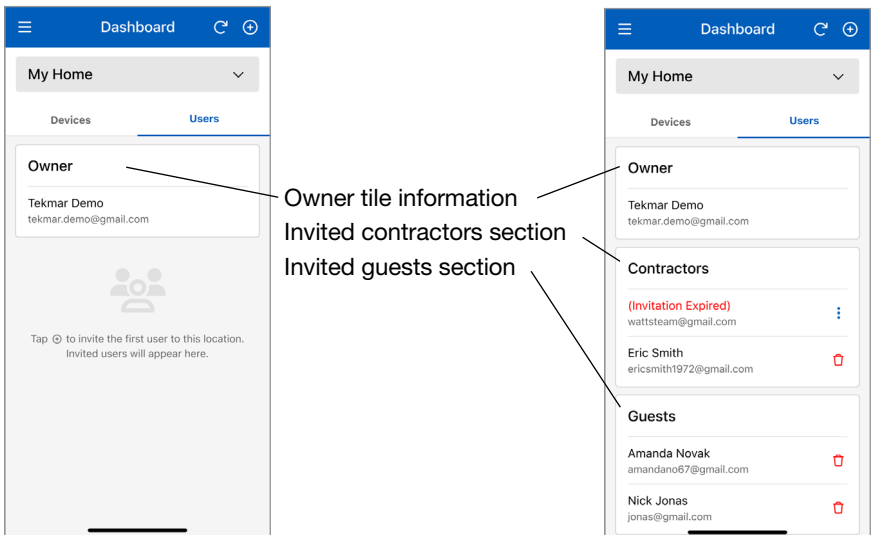 Dashboard
My Home
Devices
Users
Owner
Tekmar Demo
tekmar.demo@gmail.com
Tap ⊕ to invite the first user to this location.
Invited users will appear here.
Owner tile information
Invited contractors section
Invited guests section
Dashboard
My Home
Devices
Users
Owner
Tekmar Demo
tekmar.demo@gmail.com
Contractors
(Invitation Expired)
wattsteam@gmail.com
Eric Smith
ericsmith1972@gmail.com
Guests
Amanda Novak
amandano67@gmail.com
Nick Jonas
jonas@gmail.com